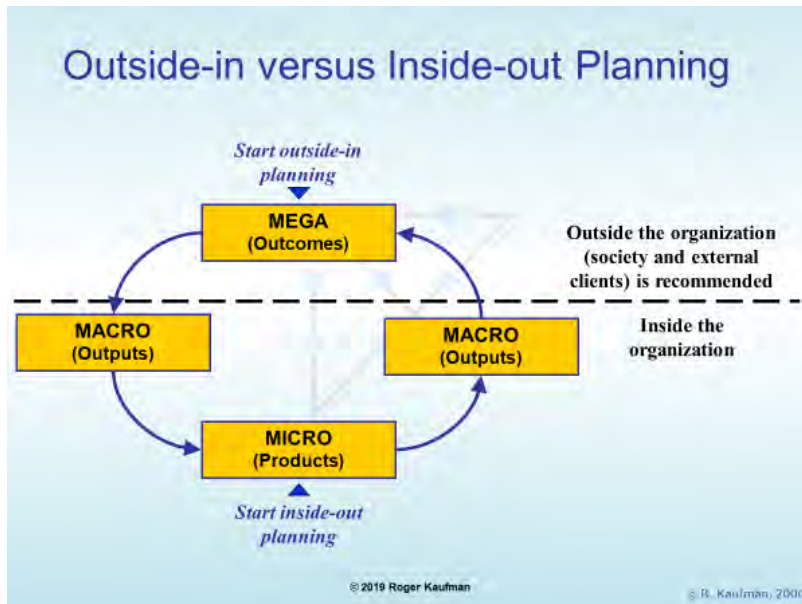 Outside-in versus Inside-out Planning
Start outside-in
planning
MEGA
(Outcomes)
Outside the organization
(society and external
clients) is recommended
MACRO
(Outputs)
MACRO
(Outputs)
Inside the
organization
MICRO
(Products)
Start inside-out
planning
© 2019 Roger Kaufman
© R. Kaufman, 2000